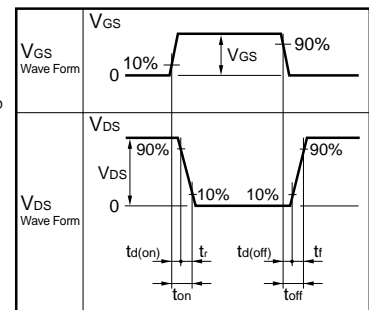 VGS
Wave Form
VGS
10%
0
VGS
90%
VDS
Wave Form
VDS
90%
VDS
0
10%
10%
90%
td(on)
tr
td(off)
tf
ton
toff